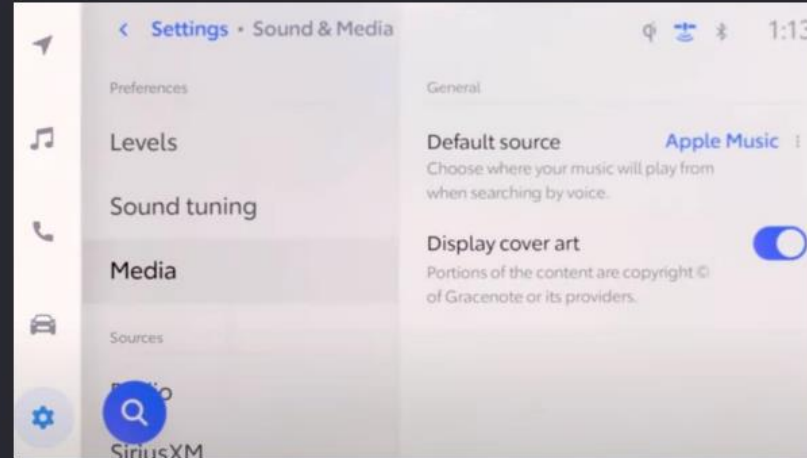 Settings • Sound & Media
1:13
Preferences
General
Levels
Default source
Apple Music
Choose where your music will play from
when searching by voice.
Sound tuning
Display cover art
Portions of the content are copyright ©
of Gracenote or its providers.
Media
Sources
Radio
SiriusXM